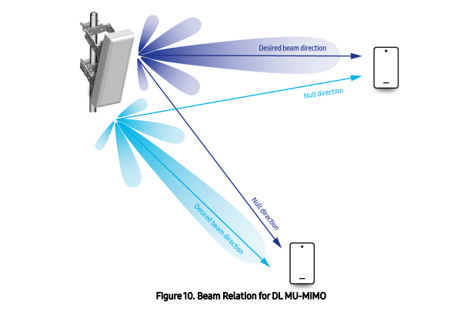 Desired beam direction
Null direction
Null direction
Desired beam direction
Figure 10. Beam Relation for DL MU-MIMO